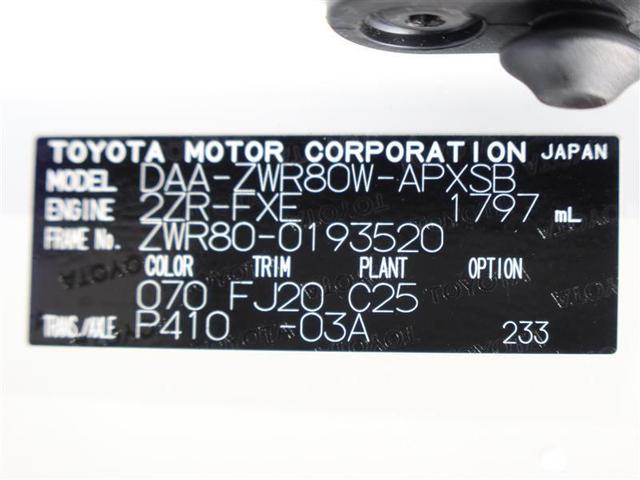 TOYOTA MOTOR CORPORATION JAPAN
MODEL DAA-ZWR80W-APXSB
ENGINE 2ZR-FXE 1797 mL
FRAME No. ZWR80-0193520
COLOR TRIM PLANT OPTION
070 FJ20 C25
TRANS./AXLE P410 -03A 233